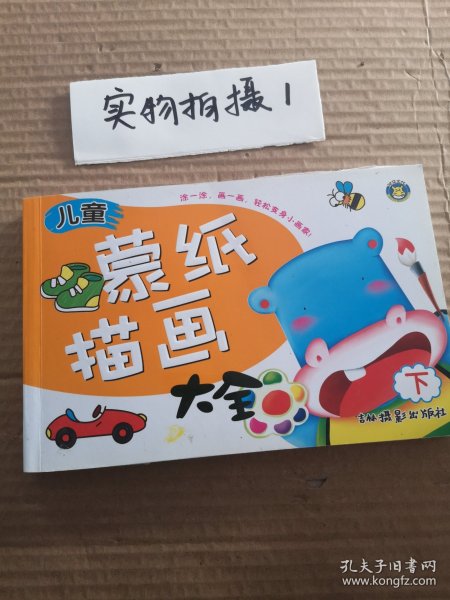 实物拍摄1
儿童
涂一涂，画一画，轻松变身小画家！
蒙纸
描画
大全
下
吉林摄影出版社
孔夫子旧书网
www.kongfz.com